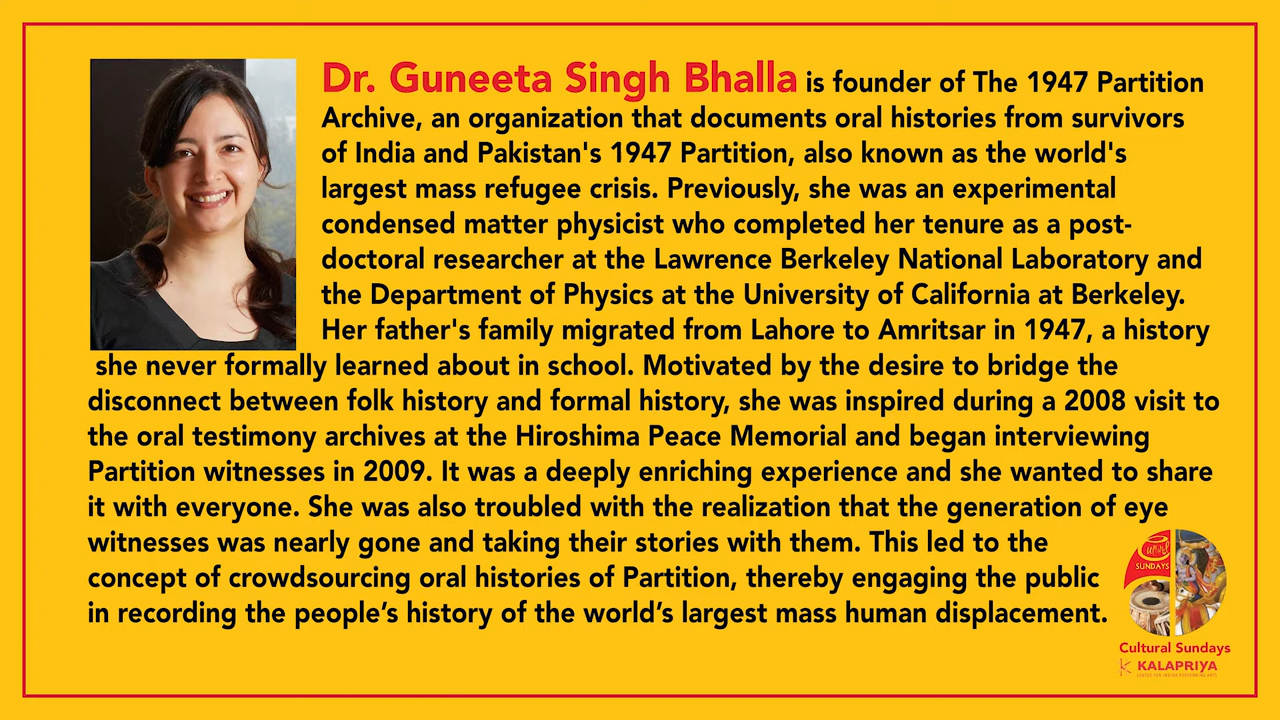 Dr. Guneeta Singh Bhalla is founder of The 1947 Partition
Archive, an organization that documents oral histories from survivors
of India and Pakistan's 1947 Partition, also known as the world's
largest mass refugee crisis. Previously, she was an experimental
condensed matter physicist who completed her tenure as a post-
doctoral researcher at the Lawrence Berkeley National Laboratory and
the Department of Physics at the University of California at Berkeley.
Her father's family migrated from Lahore to Amritsar in 1947, a history
she never formally learned about in school. Motivated by the desire to bridge the
disconnect between folk history and formal history, she was inspired during a 2008 visit to
the oral testimony archives at the Hiroshima Peace Memorial and began interviewing
Partition witnesses in 2009. It was a deeply enriching experience and she wanted to share
it with everyone. She was also troubled with the realization that the generation of eye
witnesses was nearly gone and taking their stories with them. This led to the
concept of crowdsourcing oral histories of Partition, thereby engaging the public
in recording the people’s history of the world’s largest mass human displacement.
SUNDAYS
Cultural Sundays
KALAPRIYA
CENTER FOR INDIAN PERFORMING ARTS